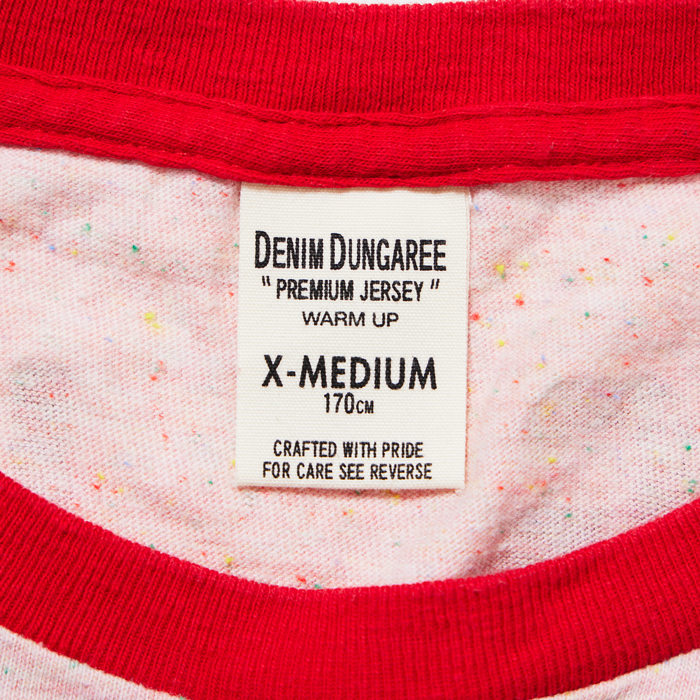 DENIM DUNGAREE
" PREMIUM JERSEY "
WARM UP
X-MEDIUM
170CM
CRAFTED WITH PRIDE
FOR CARE SEE REVERSE